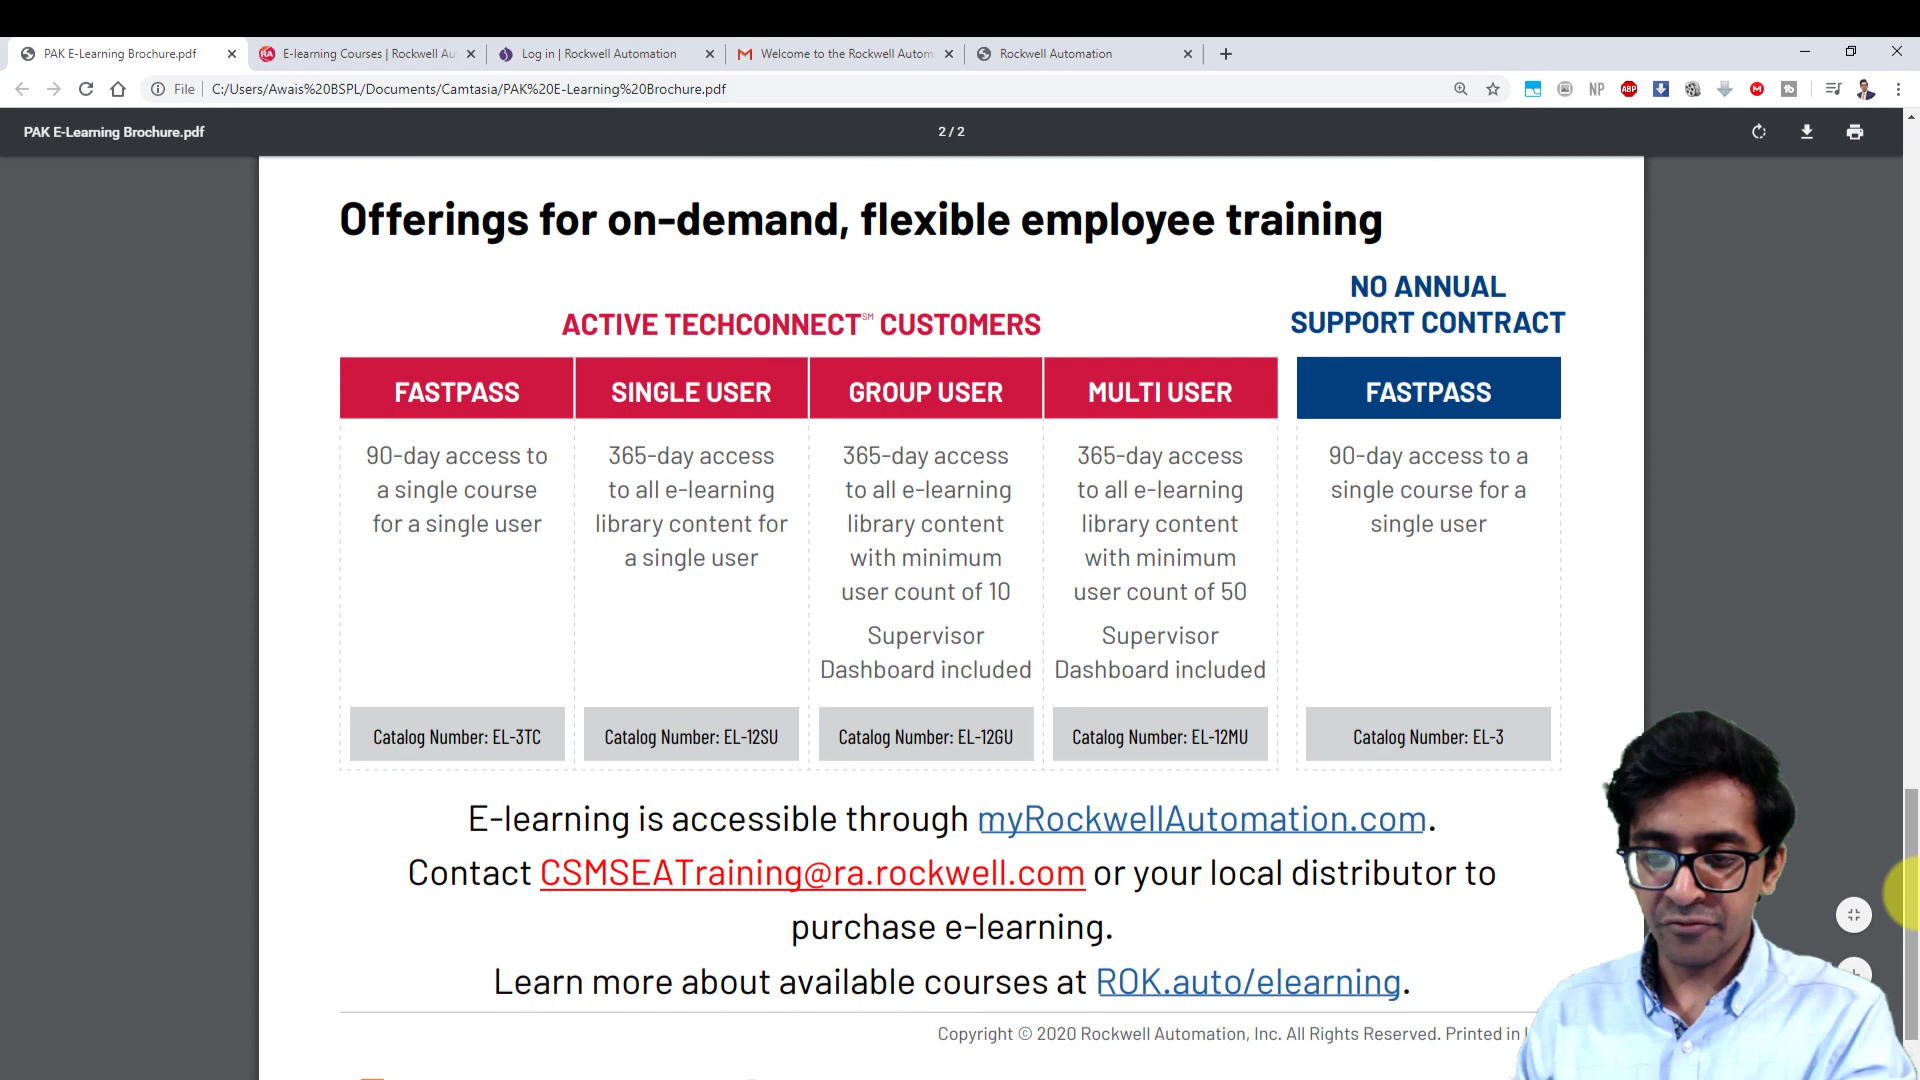 PAK E-Learning Brochure.pdf
E-learning Courses | Rockwell Au
Log in | Rockwell Automation
Welcome to the Rockwell Autom
Rockwell Automation
File
C:/Users/Awais%20BSPL/Documents/Camtasia/PAK%20E-Learning%20Brochure.pdf
NP
ABP
PAK E-Learning Brochure.pdf
2 / 2
Offerings for on-demand, flexible employee training
ACTIVE TECHCONNECT℠ CUSTOMERS
NO ANNUAL
SUPPORT CONTRACT
FASTPASS
90-day access to
a single course
for a single user
Catalog Number: EL-3TC
SINGLE USER
365-day access
to all e-learning
library content for
a single user
Catalog Number: EL-12SU
GROUP USER
365-day access
to all e-learning
library content
with minimum
user count of 10
Supervisor
Dashboard included
Catalog Number: EL-12GU
MULTI USER
365-day access
to all e-learning
library content
with minimum
user count of 50
Supervisor
Dashboard included
Catalog Number: EL-12MU
FASTPASS
90-day access to a
single course for a
single user
Catalog Number: EL-3
E-learning is accessible through myRockwellAutomation.com.
Contact CSMSEATraining@ra.rockwell.com or your local distributor to
purchase e-learning.
Learn more about available courses at ROK.auto/elearning.
Copyright © 2020 Rockwell Automation, Inc. All Rights Reserved. Printed in